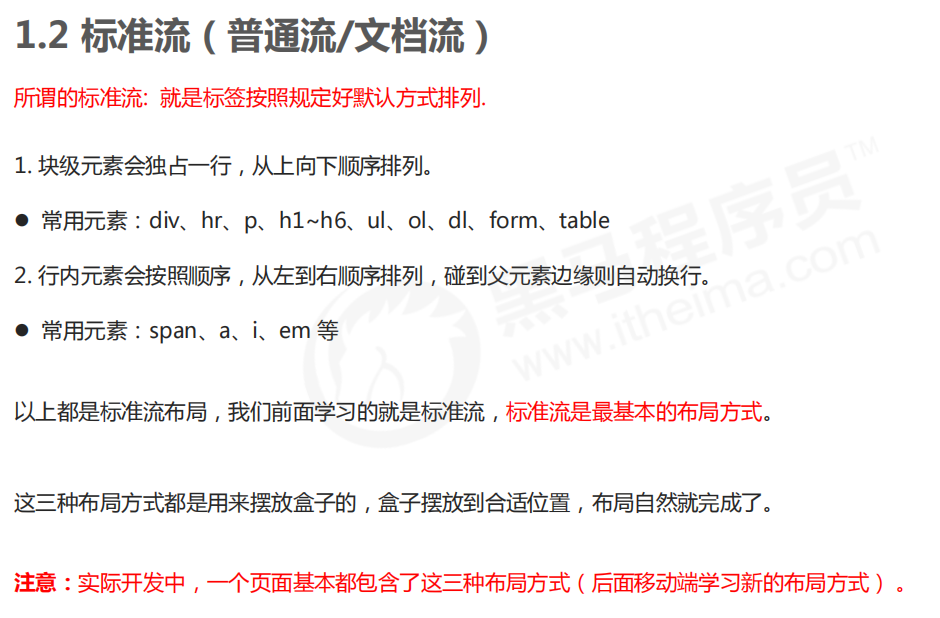 1.2 标准流（普通流/文档流）
所谓的标准流: 就是标签按照规定好默认方式排列.
1. 块级元素会独占一行，从上向下顺序排列。
● 常用元素：div、hr、p、h1~h6、ul、ol、dl、form、table
2. 行内元素会按照顺序，从左到右顺序排列，碰到父元素边缘则自动换行。
● 常用元素：span、a、i、em 等
以上都是标准流布局，我们前面学习的就是标准流，标准流是最基本的布局方式。
这三种布局方式都是用来摆放盒子的，盒子摆放到合适位置，布局自然就完成了。
注意：实际开发中，一个页面基本都包含了这三种布局方式（后面移动端学习新的布局方式）。
黑马程序员™
www.itheima.com